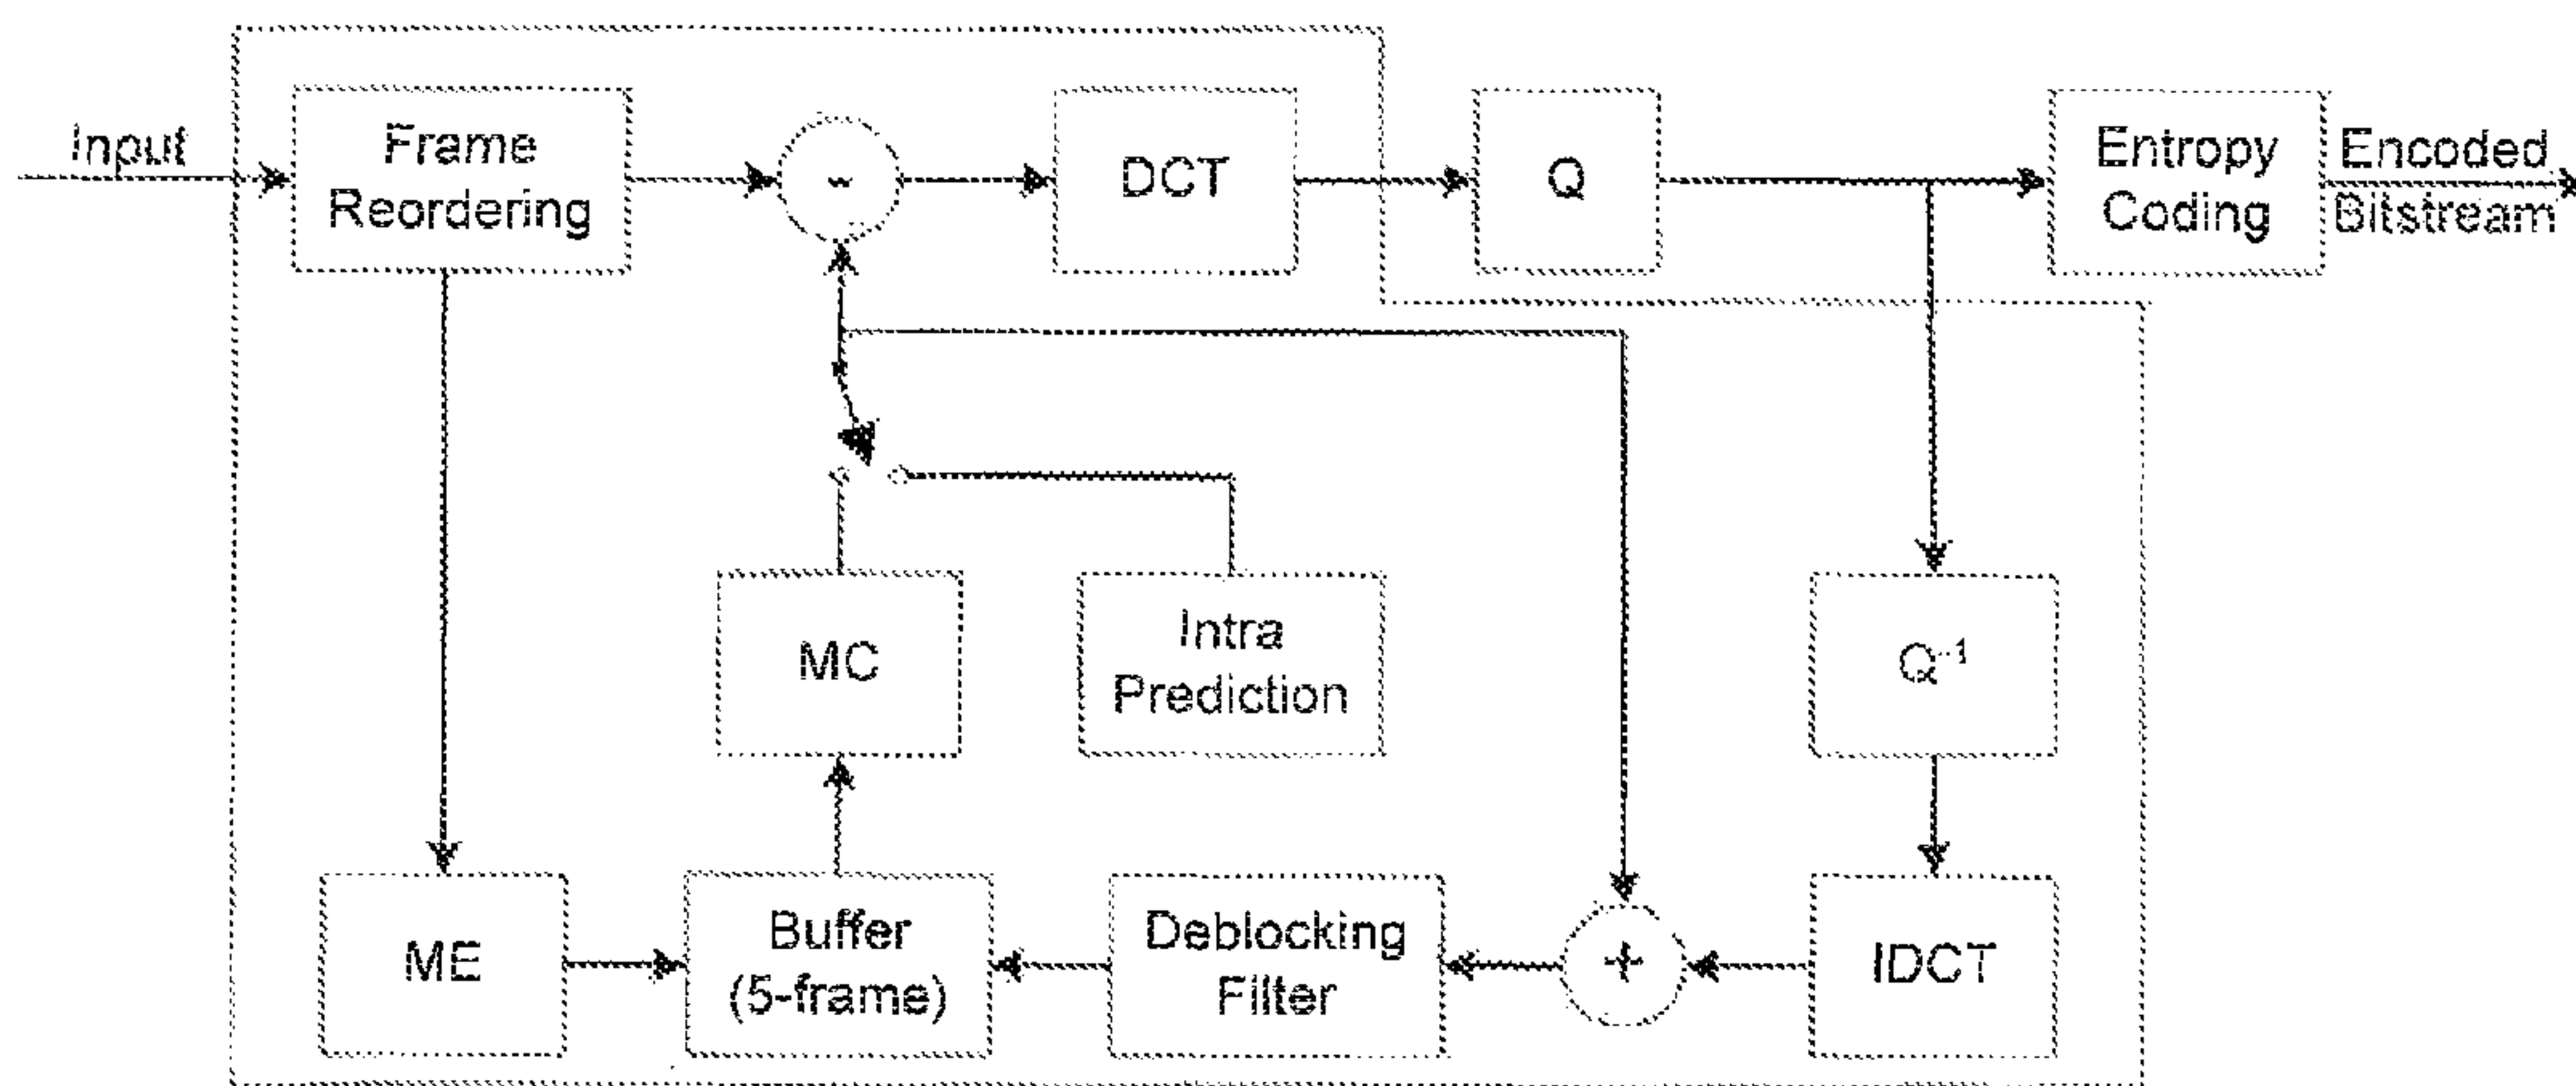 Input
Frame
Reordering
-
DCT
Q
Entropy
Coding
Encoded
Bitstream
MC
Intra
Prediction
Q⁻¹
ME
Buffer
(5-frame)
Deblocking
Filter
+
IDCT